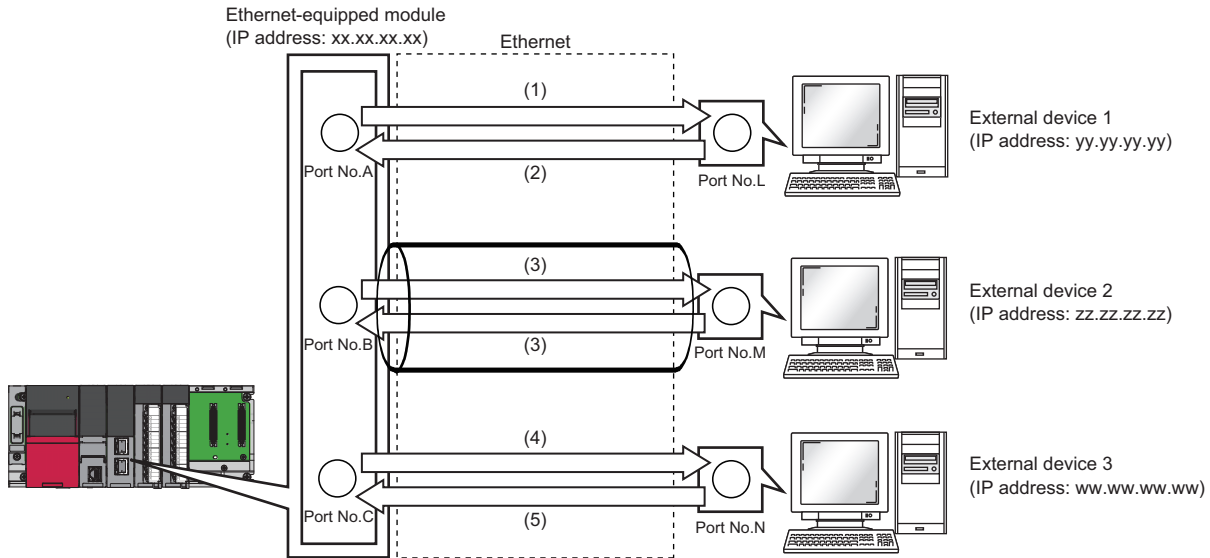 Ethernet-equipped module
(IP address: xx.xx.xx.xx)
Ethernet
(1)
Port No.A
(2)
Port No.L
External device 1
(IP address: yy.yy.yy.yy)
(3)
Port No.B
(3)
Port No.M
External device 2
(IP address: zz.zz.zz.zz)
(4)
Port No.C
(5)
Port No.N
External device 3
(IP address: ww.ww.ww.ww)